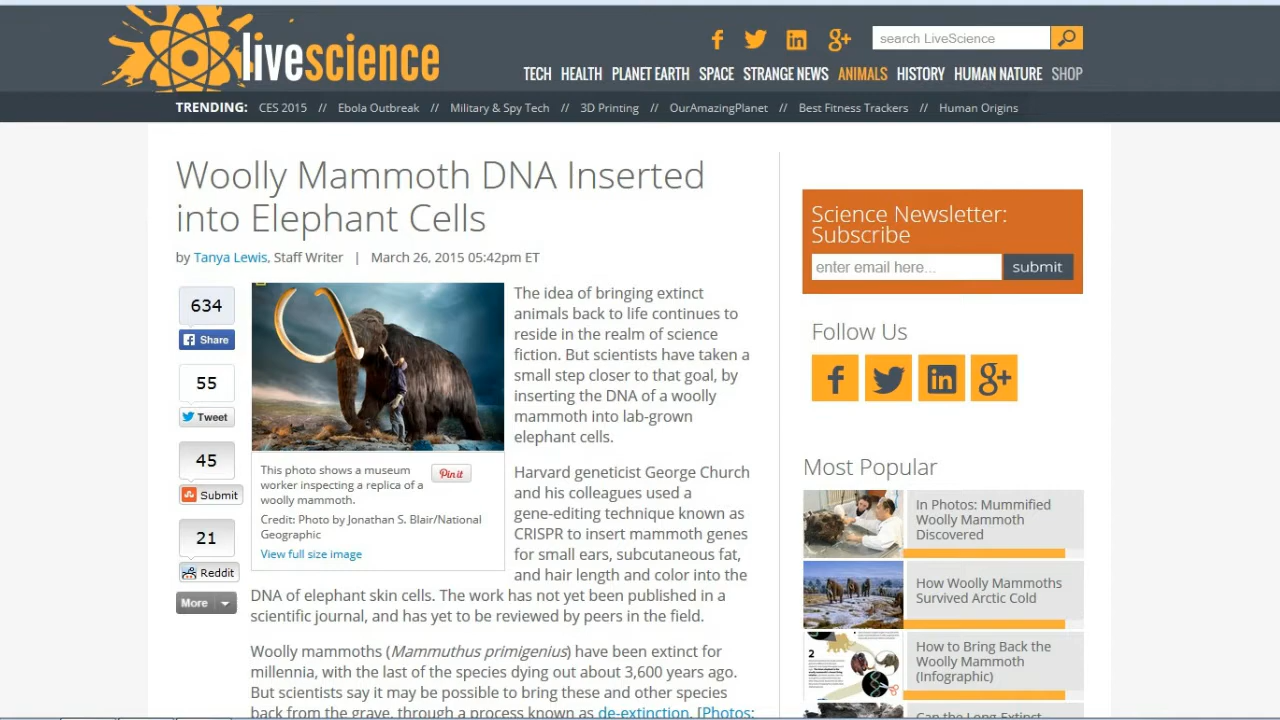 livescience
search LiveScience
TECH HEALTH PLANET EARTH SPACE STRANGE NEWS ANIMALS HISTORY HUMAN NATURE SHOP
TRENDING: CES 2015 // Ebola Outbreak // Military & Spy Tech // 3D Printing // OurAmazingPlanet // Best Fitness Trackers // Human Origins
Woolly Mammoth DNA Inserted
into Elephant Cells
by Tanya Lewis, Staff Writer | March 26, 2015 05:42pm ET
634
Share
55
Tweet
45
Submit
21
Reddit
More
This photo shows a museum
worker inspecting a replica of a
woolly mammoth.
Pin it
Credit: Photo by Jonathan S. Blair/National
Geographic
View full size image
The idea of bringing extinct
animals back to life continues to
reside in the realm of science
fiction. But scientists have taken a
small step closer to that goal, by
inserting the DNA of a woolly
mammoth into lab-grown
elephant cells.
Harvard geneticist George Church
and his colleagues used a
gene-editing technique known as
CRISPR to insert mammoth genes
for small ears, subcutaneous fat,
and hair length and color into the
DNA of elephant skin cells. The work has not yet been published in a
scientific journal, and has yet to be reviewed by peers in the field.
Woolly mammoths (Mammuthus primigenius) have been extinct for
millenia, with the last of the species dying out about 3,600 years ago.
But scientists say it may be possible to bring these and other species
back from the grave, through a process known as de-extinction. [Photos:
Science Newsletter:
Subscribe
enter email here...
submit
Follow Us
Most Popular
In Photos: Mummified
Woolly Mammoth
Discovered
How Woolly Mammoths
Survived Arctic Cold
2
How to Bring Back the
Woolly Mammoth
(Infographic)
Can the Long-Extinct